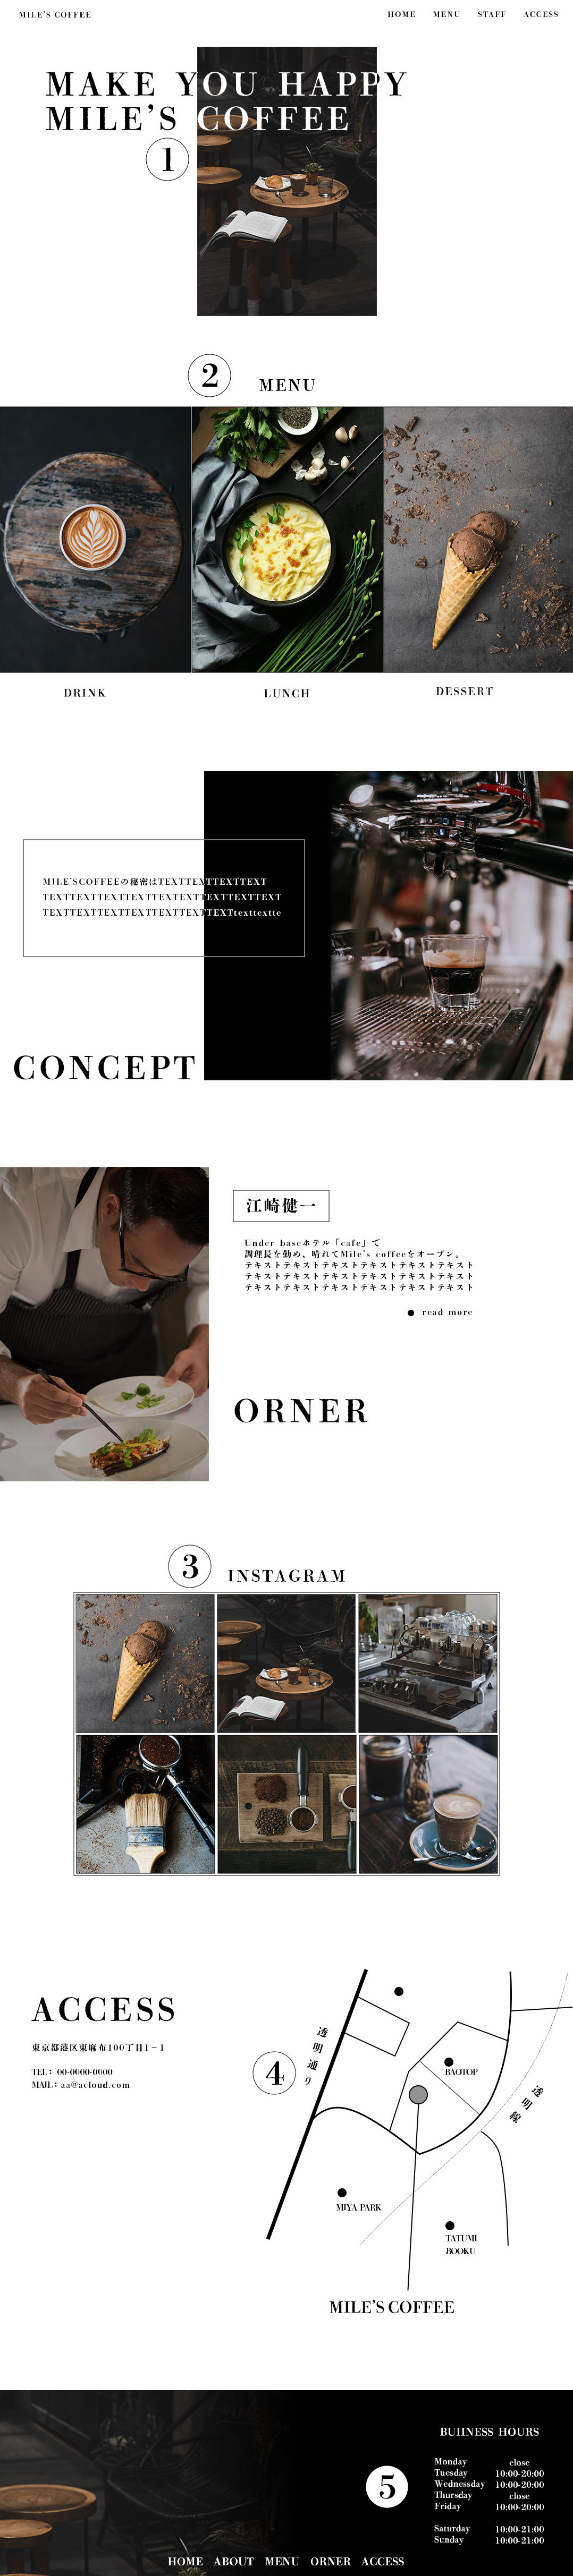 MILE'S COFFEE
HOME MENU STAFF ACCESS
MAKE YOU HAPPY
MILE'S COFFEE
1
2 MENU
DRINK LUNCH DESSERT
MILE'SCOFFEEの秘密はTEXTTEXTTEXTTEXT
TEXTTEXTTEXTTEXTTEXTEXTTEXTTEXTTEXT
TEXTTEXTTEXTTEXTTEXTTEXTTEXTtexttextte
CONCEPT
江崎健一
Under baseホテル「cafe」で
調理長を勤め、晴れてMile's coffeeをオープン。
テキストテキストテキストテキストテキストテキスト
テキストテキストテキストテキストテキストテキスト
テキストテキストテキストテキストテキストテキスト
read more
ORNER
3 INSTAGRAM
ACCESS
東京都港区東麻布100丁目1-1
TEL: 00-0000-0000
MAIL: aa@acloud.com
4
透明通り
BAOTOP
透明線
MIYA PARK
TATUMI
BOOKU
MILE'S COFFEE
BUIINESS HOURS
5
Monday close
Tuesday 10:00-20:00
Wednessday 10:00-20:00
Thursday close
Friday 10:00-20:00
Saturday 10:00-21:00
Sunday 10:00-21:00
HOME ABOUT MENU ORNER ACCESS